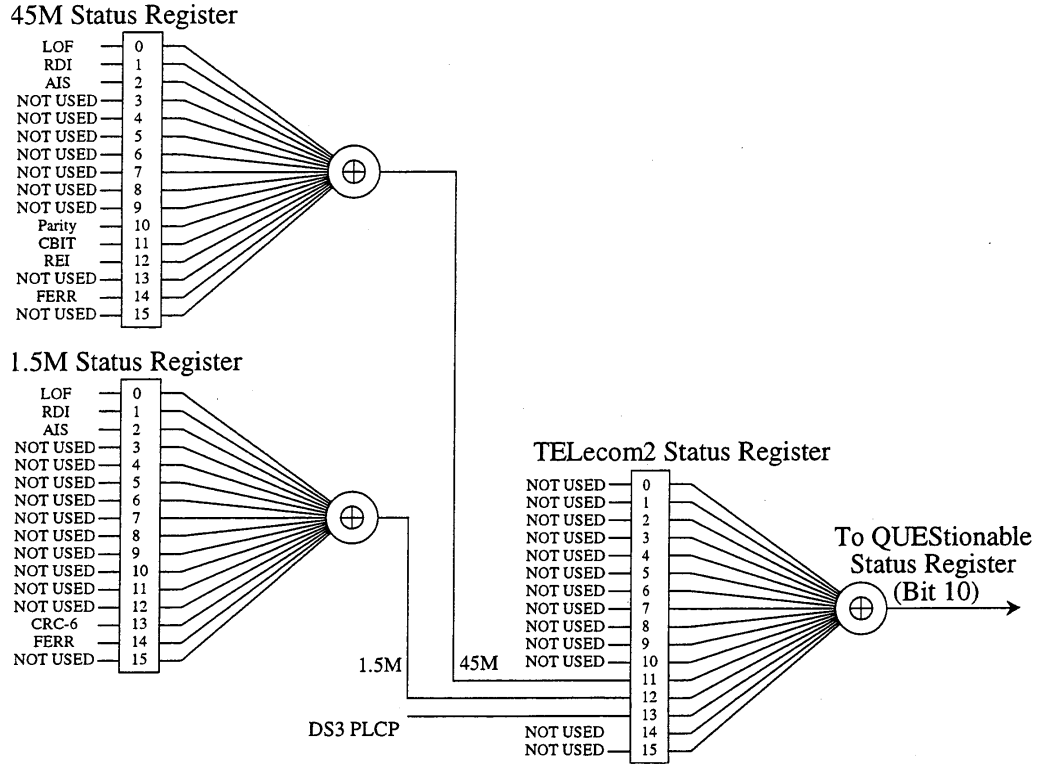 45M Status Register
LOF 0
RDI 1
AIS 2
NOT USED 3
NOT USED 4
NOT USED 5
NOT USED 6
NOT USED 7
NOT USED 8
NOT USED 9
Parity 10
CBIT 11
REI 12
NOT USED 13
FERR 14
NOT USED 15
1.5M Status Register
LOF 0
RDI 1
AIS 2
NOT USED 3
NOT USED 4
NOT USED 5
NOT USED 6
NOT USED 7
NOT USED 8
NOT USED 9
NOT USED 10
NOT USED 11
NOT USED 12
CRC-6 13
FERR 14
NOT USED 15
1.5M
45M
DS3 PLCP
TELecom2 Status Register
NOT USED 0
NOT USED 1
NOT USED 2
NOT USED 3
NOT USED 4
NOT USED 5
NOT USED 6
NOT USED 7
NOT USED 8
NOT USED 9
NOT USED 10
11
12
13
NOT USED 14
NOT USED 15
To QUEStionable
Status Register
(Bit 10)